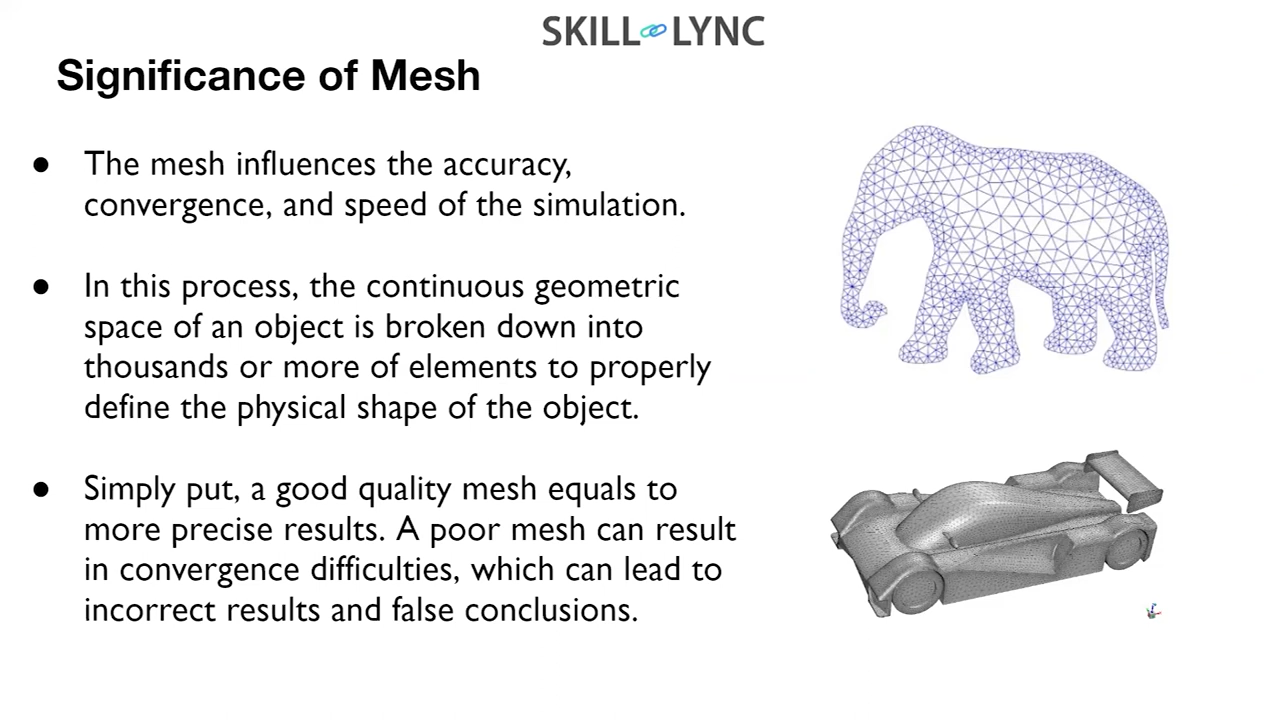 SKILL LYNC
Significance of Mesh
● The mesh influences the accuracy,
convergence, and speed of the simulation.
● In this process, the continuous geometric
space of an object is broken down into
thousands or more of elements to properly
define the physical shape of the object.
● Simply put, a good quality mesh equals to
more precise results. A poor mesh can result
in convergence difficulties, which can lead to
incorrect results and false conclusions.